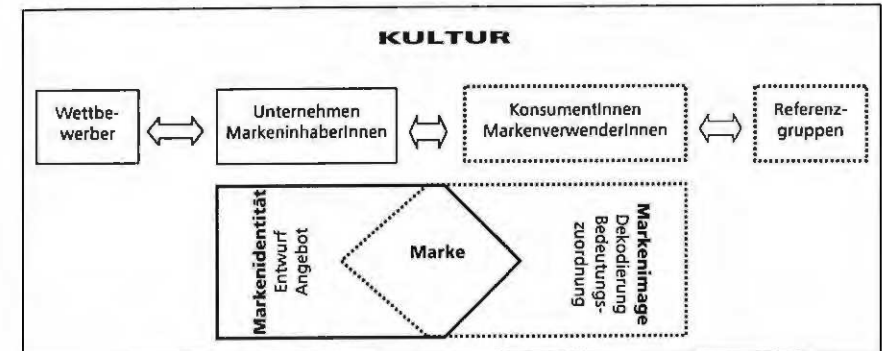 KULTUR
Wettbe-
werber
Unternehmen
MarkeninhaberInnen
KonsumentInnen
MarkenverwenderInnen
Referenz-
gruppen
Markenidentität
Entwurf
Angebot
Marke
Markenimage
Dekodierung
Bedeutungs-
zuordnung